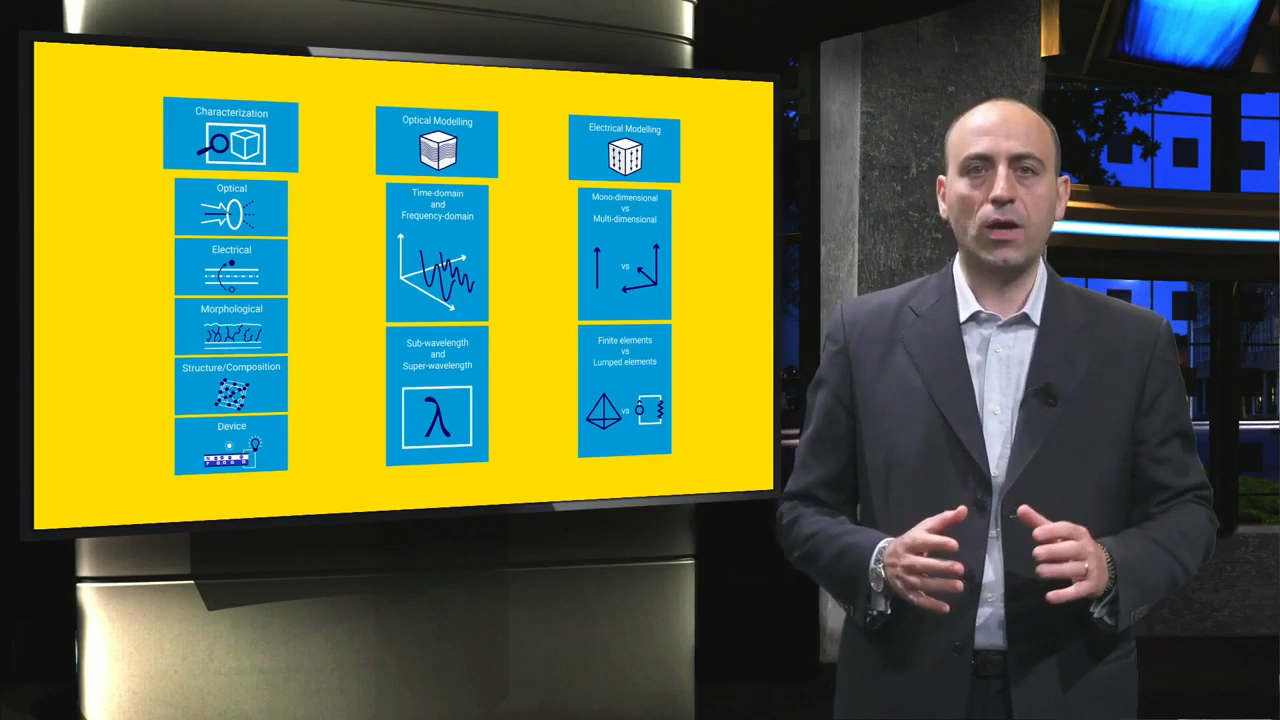 Characterization
Optical
Electrical
Morphological
Structure/Composition
Device
Optical Modelling
Time-domain
and
Frequency-domain
Sub-wavelength
and
Super-wavelength
λ
Electrical Modelling
Mono-dimensional
vs
Multi-dimensional
vs
Finite elements
vs
Lumped elements
vs